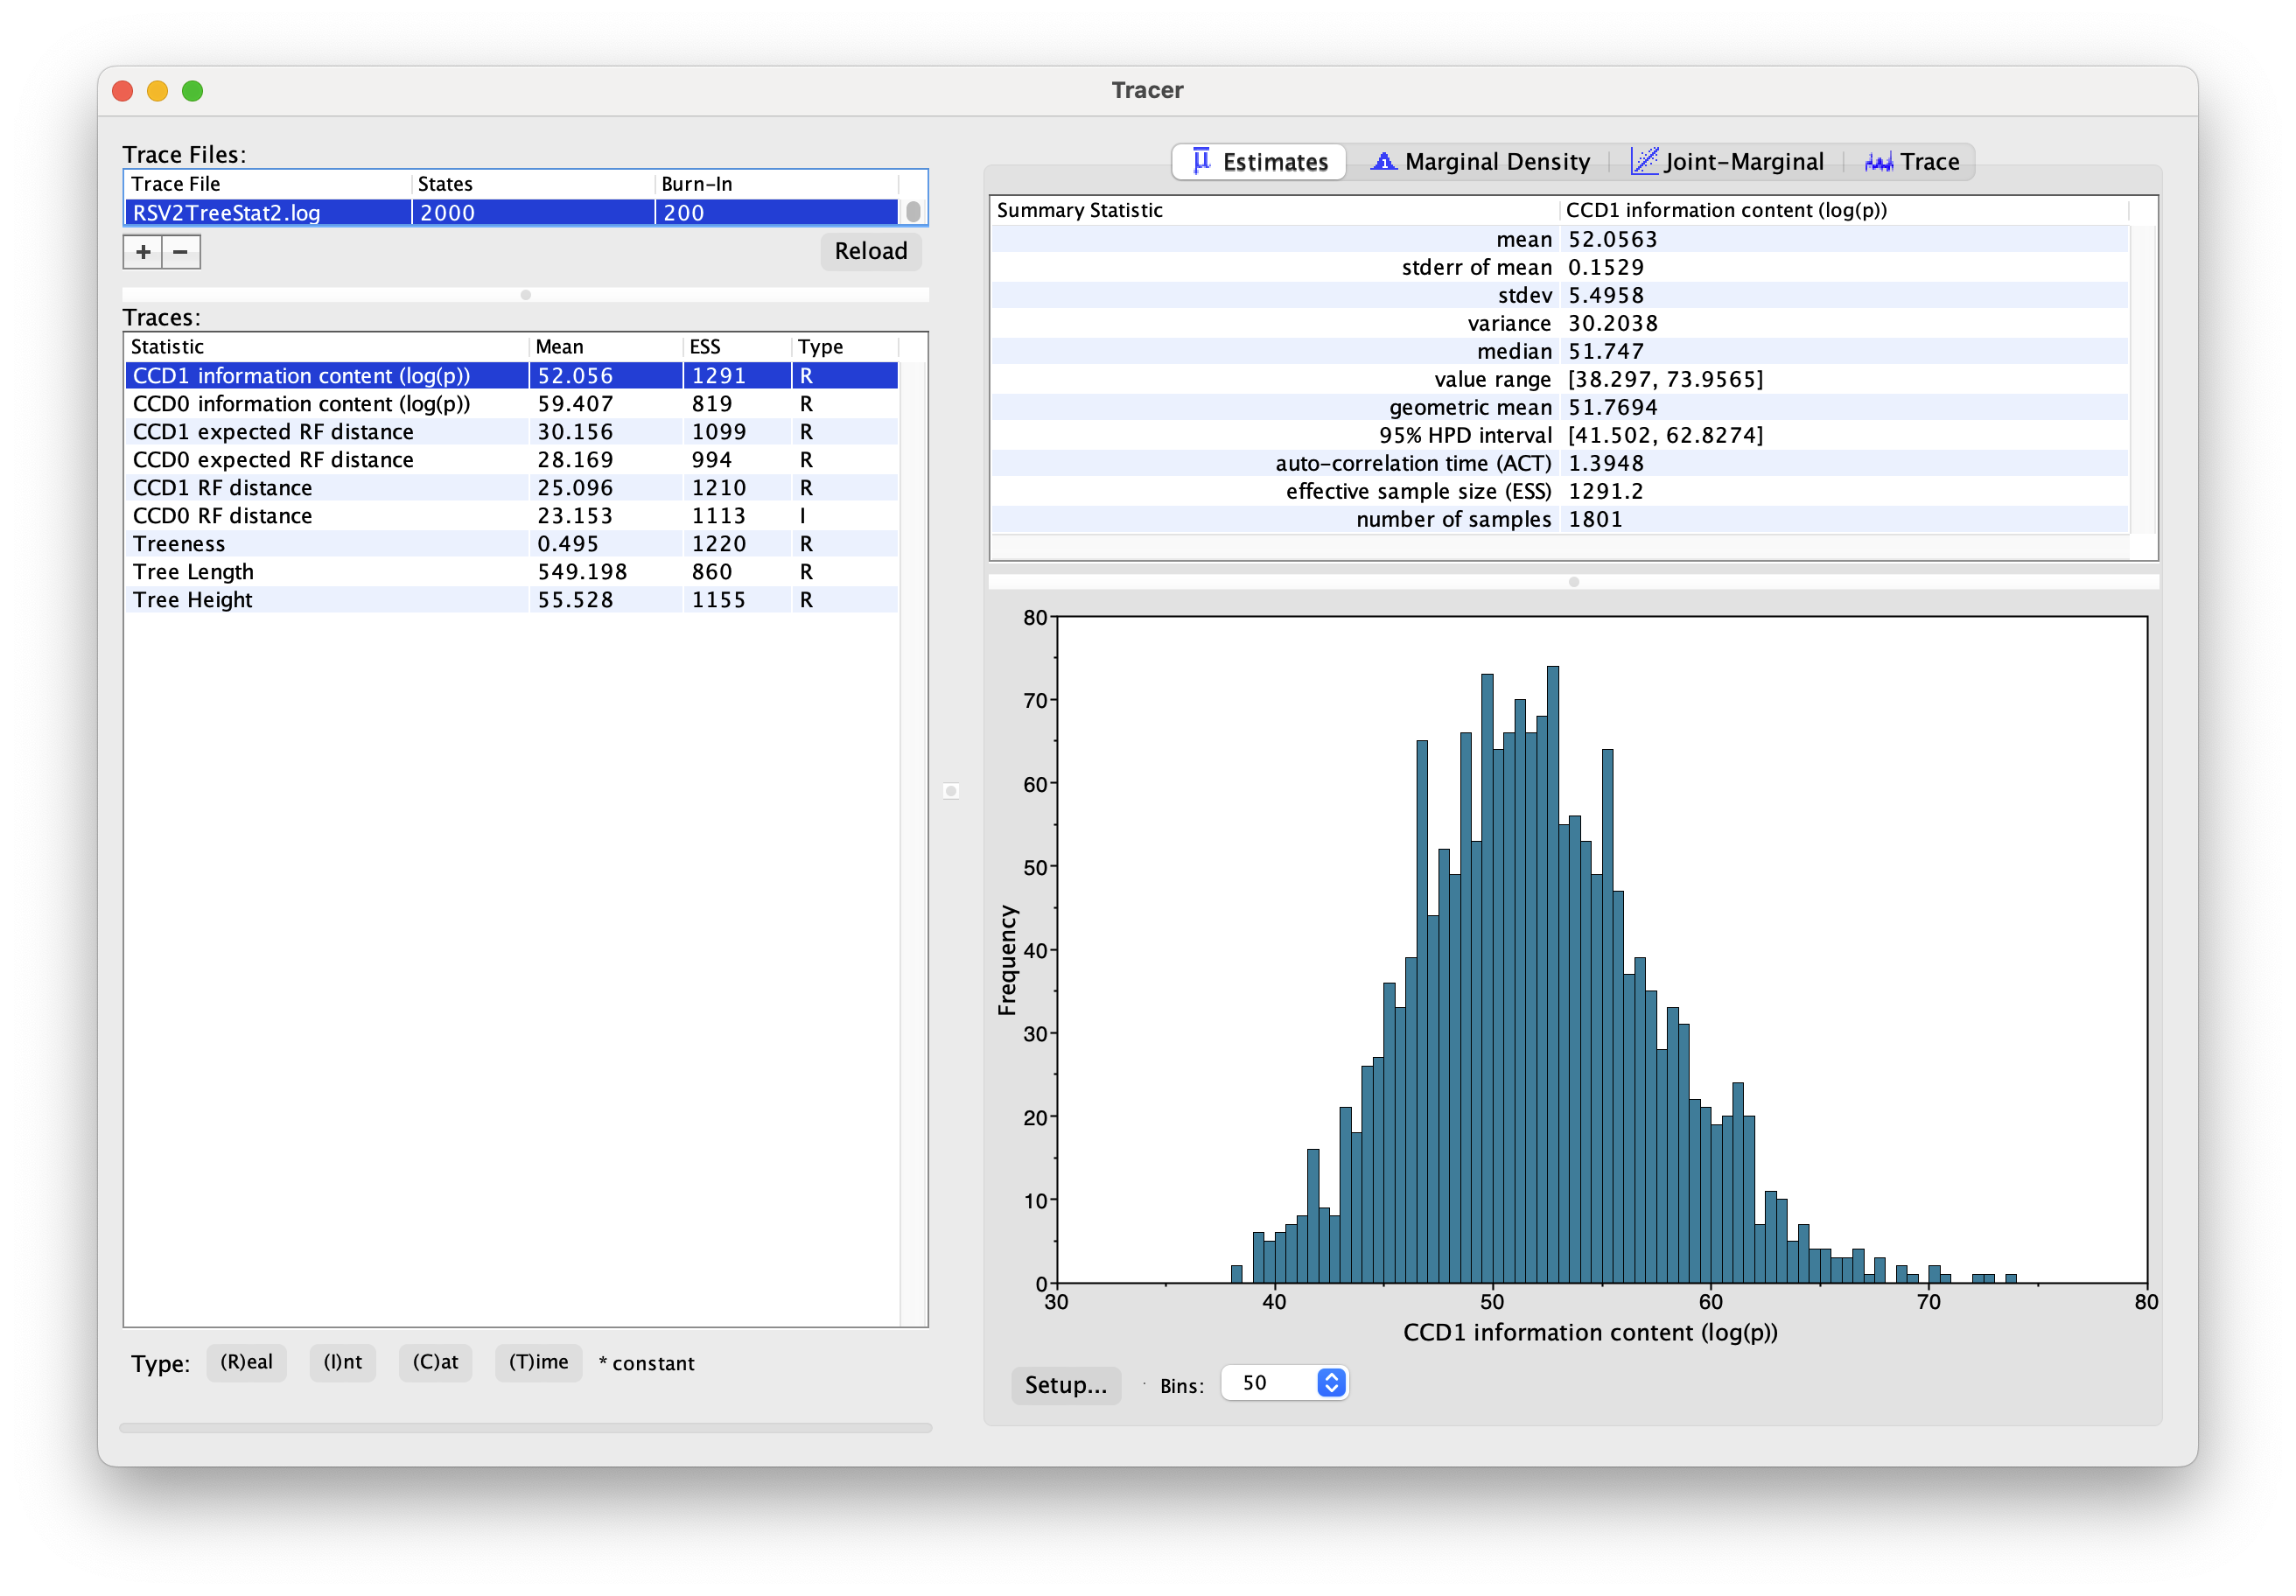 Tracer
Trace Files:
Trace File States Burn-In
RSV2TreeStat2.log 2000 200
+ −
Reload
Traces:
Statistic Mean ESS Type
CCD1 information content (log(p)) 52.056 1291 R
CCD0 information content (log(p)) 59.407 819 R
CCD1 expected RF distance 30.156 1099 R
CCD0 expected RF distance 28.169 994 R
CCD1 RF distance 25.096 1210 R
CCD0 RF distance 23.153 1113 I
Treeness 0.495 1220 R
Tree Length 549.198 860 R
Tree Height 55.528 1155 R
Type: (R)eal (I)nt (C)at (T)ime * constant
μ Estimates Marginal Density Joint-Marginal Trace
Summary Statistic CCD1 information content (log(p))
mean 52.0563
stderr of mean 0.1529
stdev 5.4958
variance 30.2038
median 51.747
value range [38.297, 73.9565]
geometric mean 51.7694
95% HPD interval [41.502, 62.8274]
auto-correlation time (ACT) 1.3948
effective sample size (ESS) 1291.2
number of samples 1801
80
70
60
50
40
30
20
10
0
Frequency
30 40 50 60 70 80
CCD1 information content (log(p))
Setup... Bins: 50